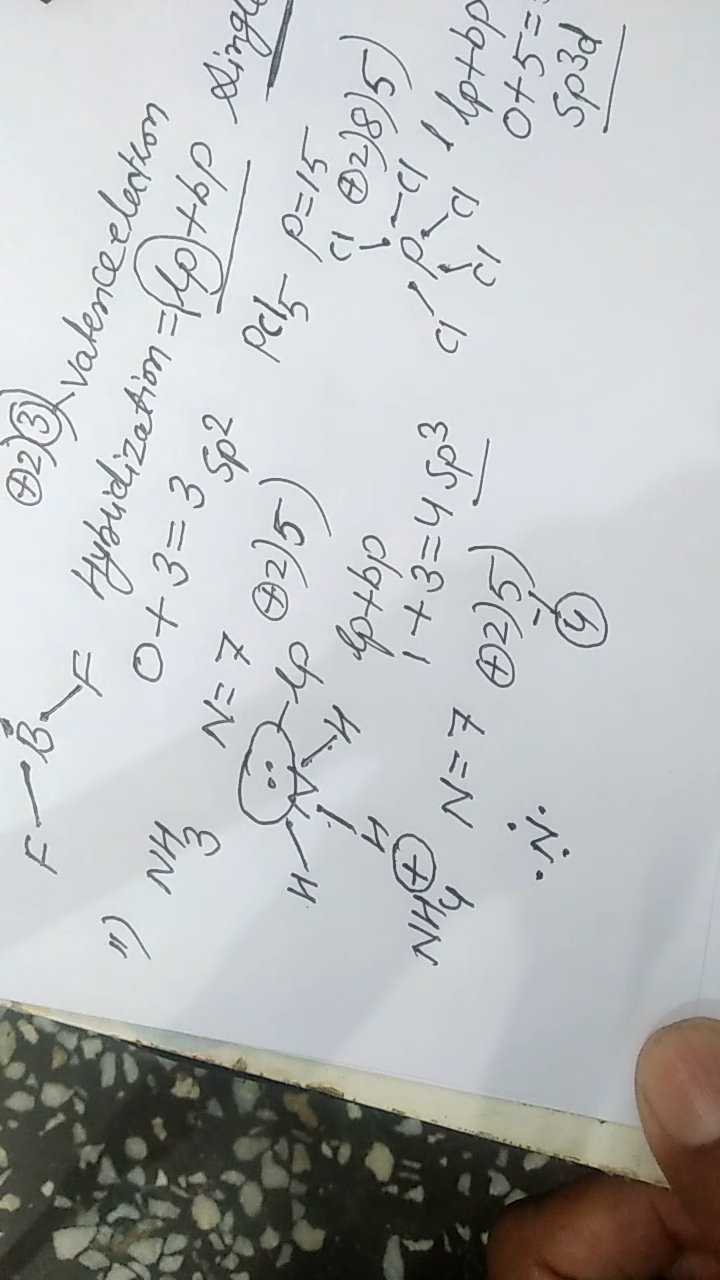 +2)3) valence electron
F B F
Hybridization = lp + bp
Single
0 + 3 = 3 Sp2
ii) NH3 N = 7 +2)5)
N lp
H H H
lp + bp
1 + 3 = 4 Sp3
NH4+ N = 7 +2)5)
4
N
PCl5 P = 15
+2)8)5)
Cl Cl
P
Cl Cl Cl
lp + bp
0 + 5 =
Sp3d